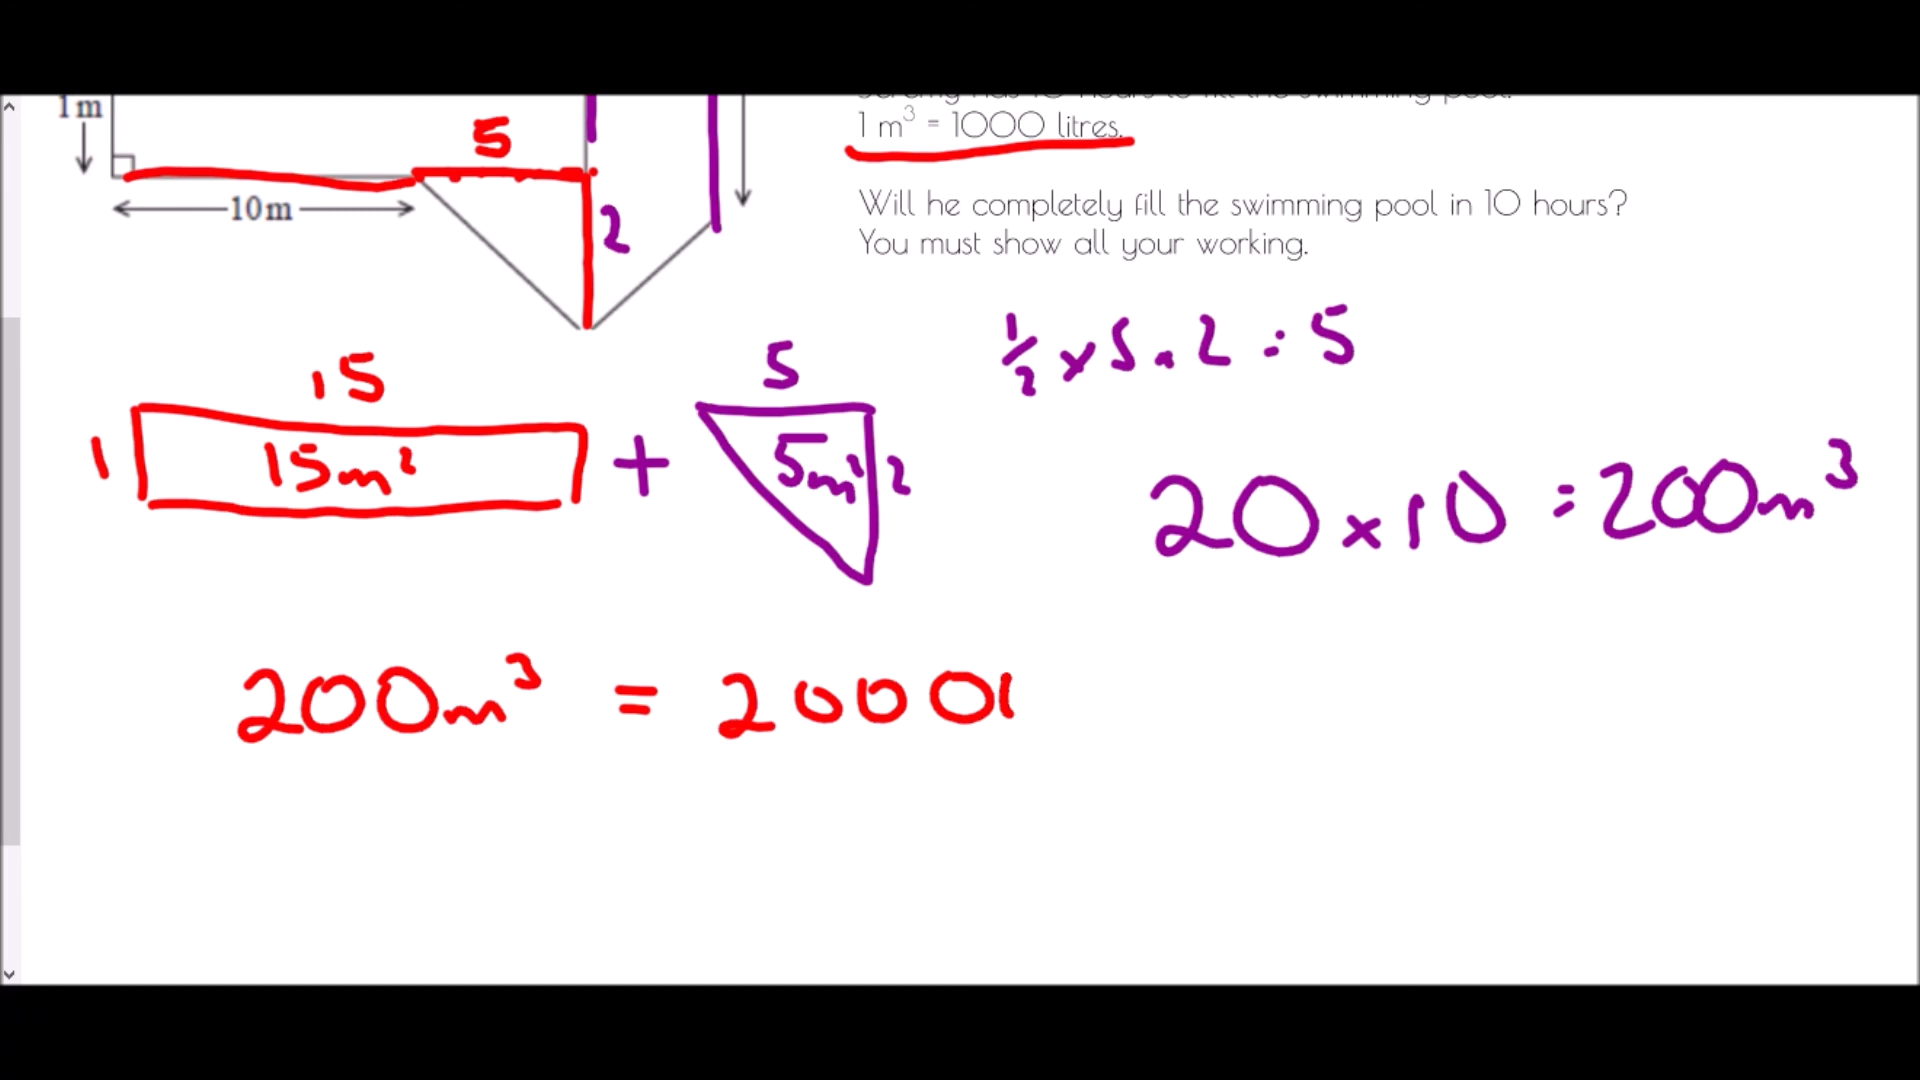 1 m
5
10 m
2
1 m³ = 1000 litres.
Will he completely fill the swimming pool in 10 hours?
You must show all your working.
½ x 5 x 2 = 5
15
1
15m²
+
5
5m²
2
20 x 10 = 200m³
200m³ = 2000l